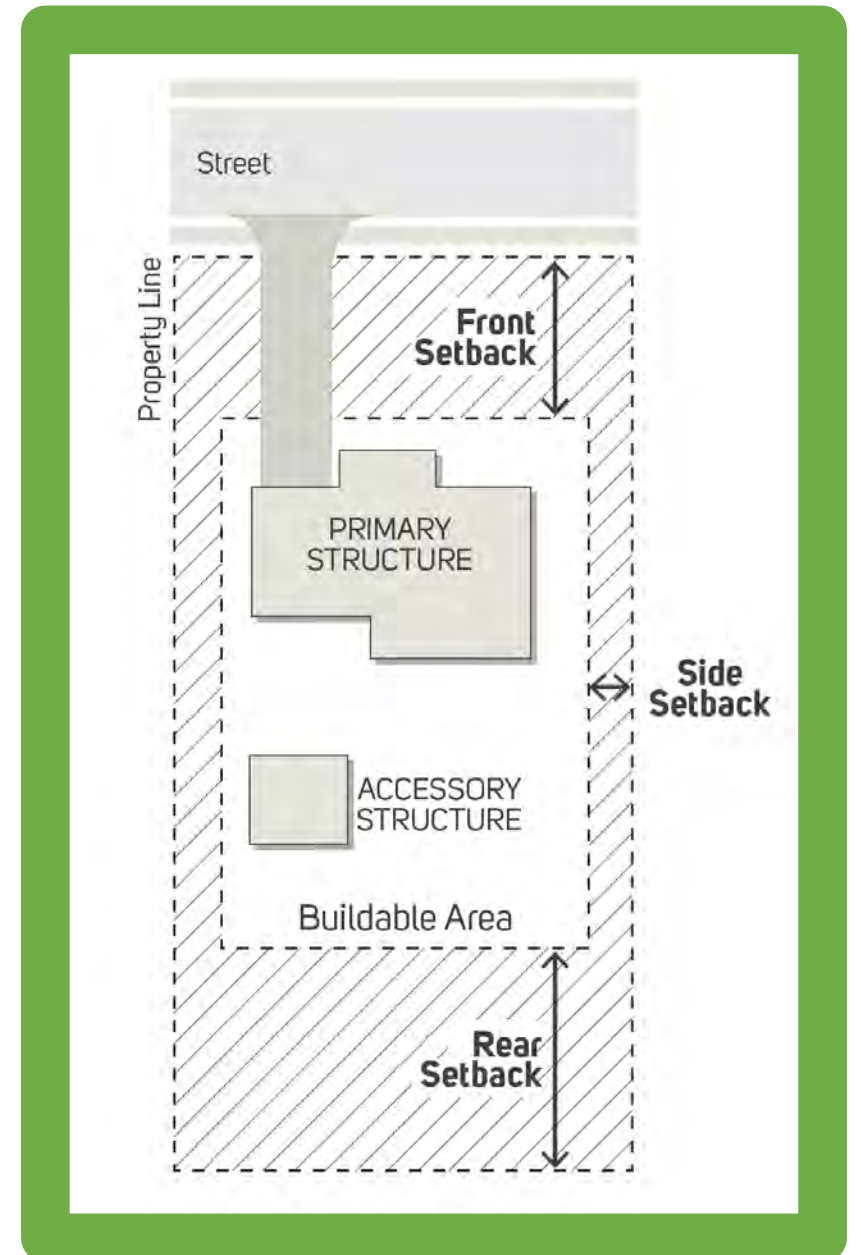 Street
Property Line
Front
Setback
PRIMARY
STRUCTURE
Side
Setback
ACCESSORY
STRUCTURE
Buildable Area
Rear
Setback